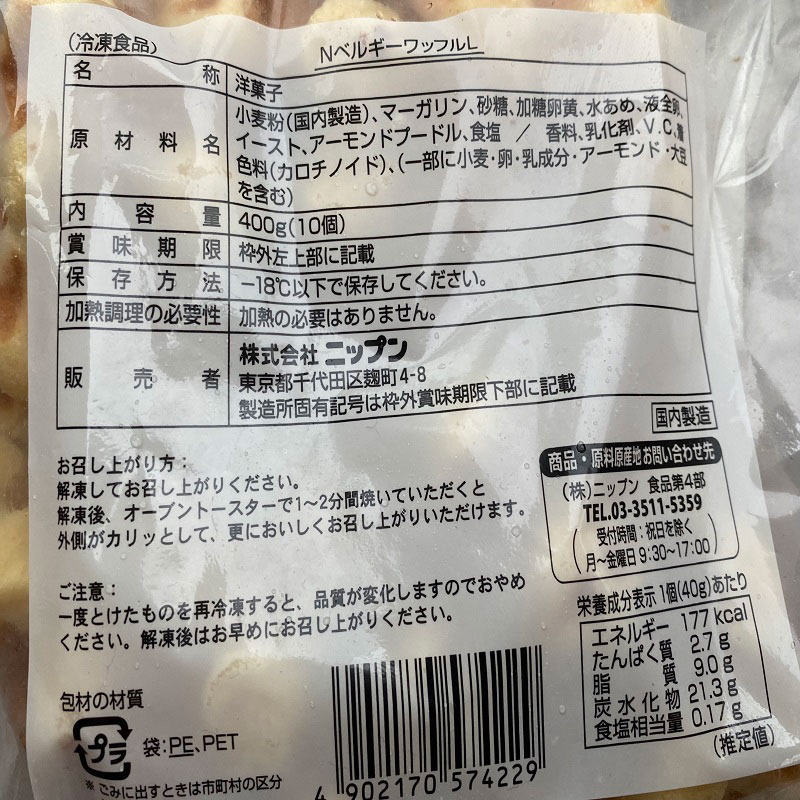 (冷凍食品)
NベルギーワッフルL
名称 洋菓子
原材料名 小麦粉(国内製造)、マーガリン、砂糖、加糖卵黄、水あめ、液全卵、
イースト、アーモンドプードル、食塩 / 香料、乳化剤、V.C、着
色料(カロチノイド)、(一部に小麦・卵・乳成分・アーモンド・大豆
を含む)
内容量 400g(10個)
賞味期限 枠外左上部に記載
保存方法 -18℃以下で保存してください。
加熱調理の必要性 加熱の必要はありません。
販売者 株式会社 ニップン
東京都千代田区麹町4-8
製造所固有記号は枠外賞味期限下部に記載
国内製造
お召し上がり方:
解凍してお召し上がりください。
解凍後、オーブントースターで1〜2分間焼いていただくと
外側がカリッとして、更においしくお召し上がりいただけます。
商品・原料原産地お問い合わせ先
(株)ニップン 食品第4部
TEL.03-3511-5359
(受付時間:祝日を除く
月〜金曜日9:30〜17:00)
ご注意:
一度とけたものを再冷凍すると、品質が変化しますのでおやめ
ください。解凍後はお早めにお召し上がりください。
栄養成分表示 1個(40g)あたり
エネルギー 177 kcal
たんぱく質 2.7 g
脂質 9.0 g
炭水化物 21.3 g
食塩相当量 0.17 g
(推定値)
包材の材質
プラ 袋:PE、PET
※ごみに出すときは市町村の区分
4 902170 574229